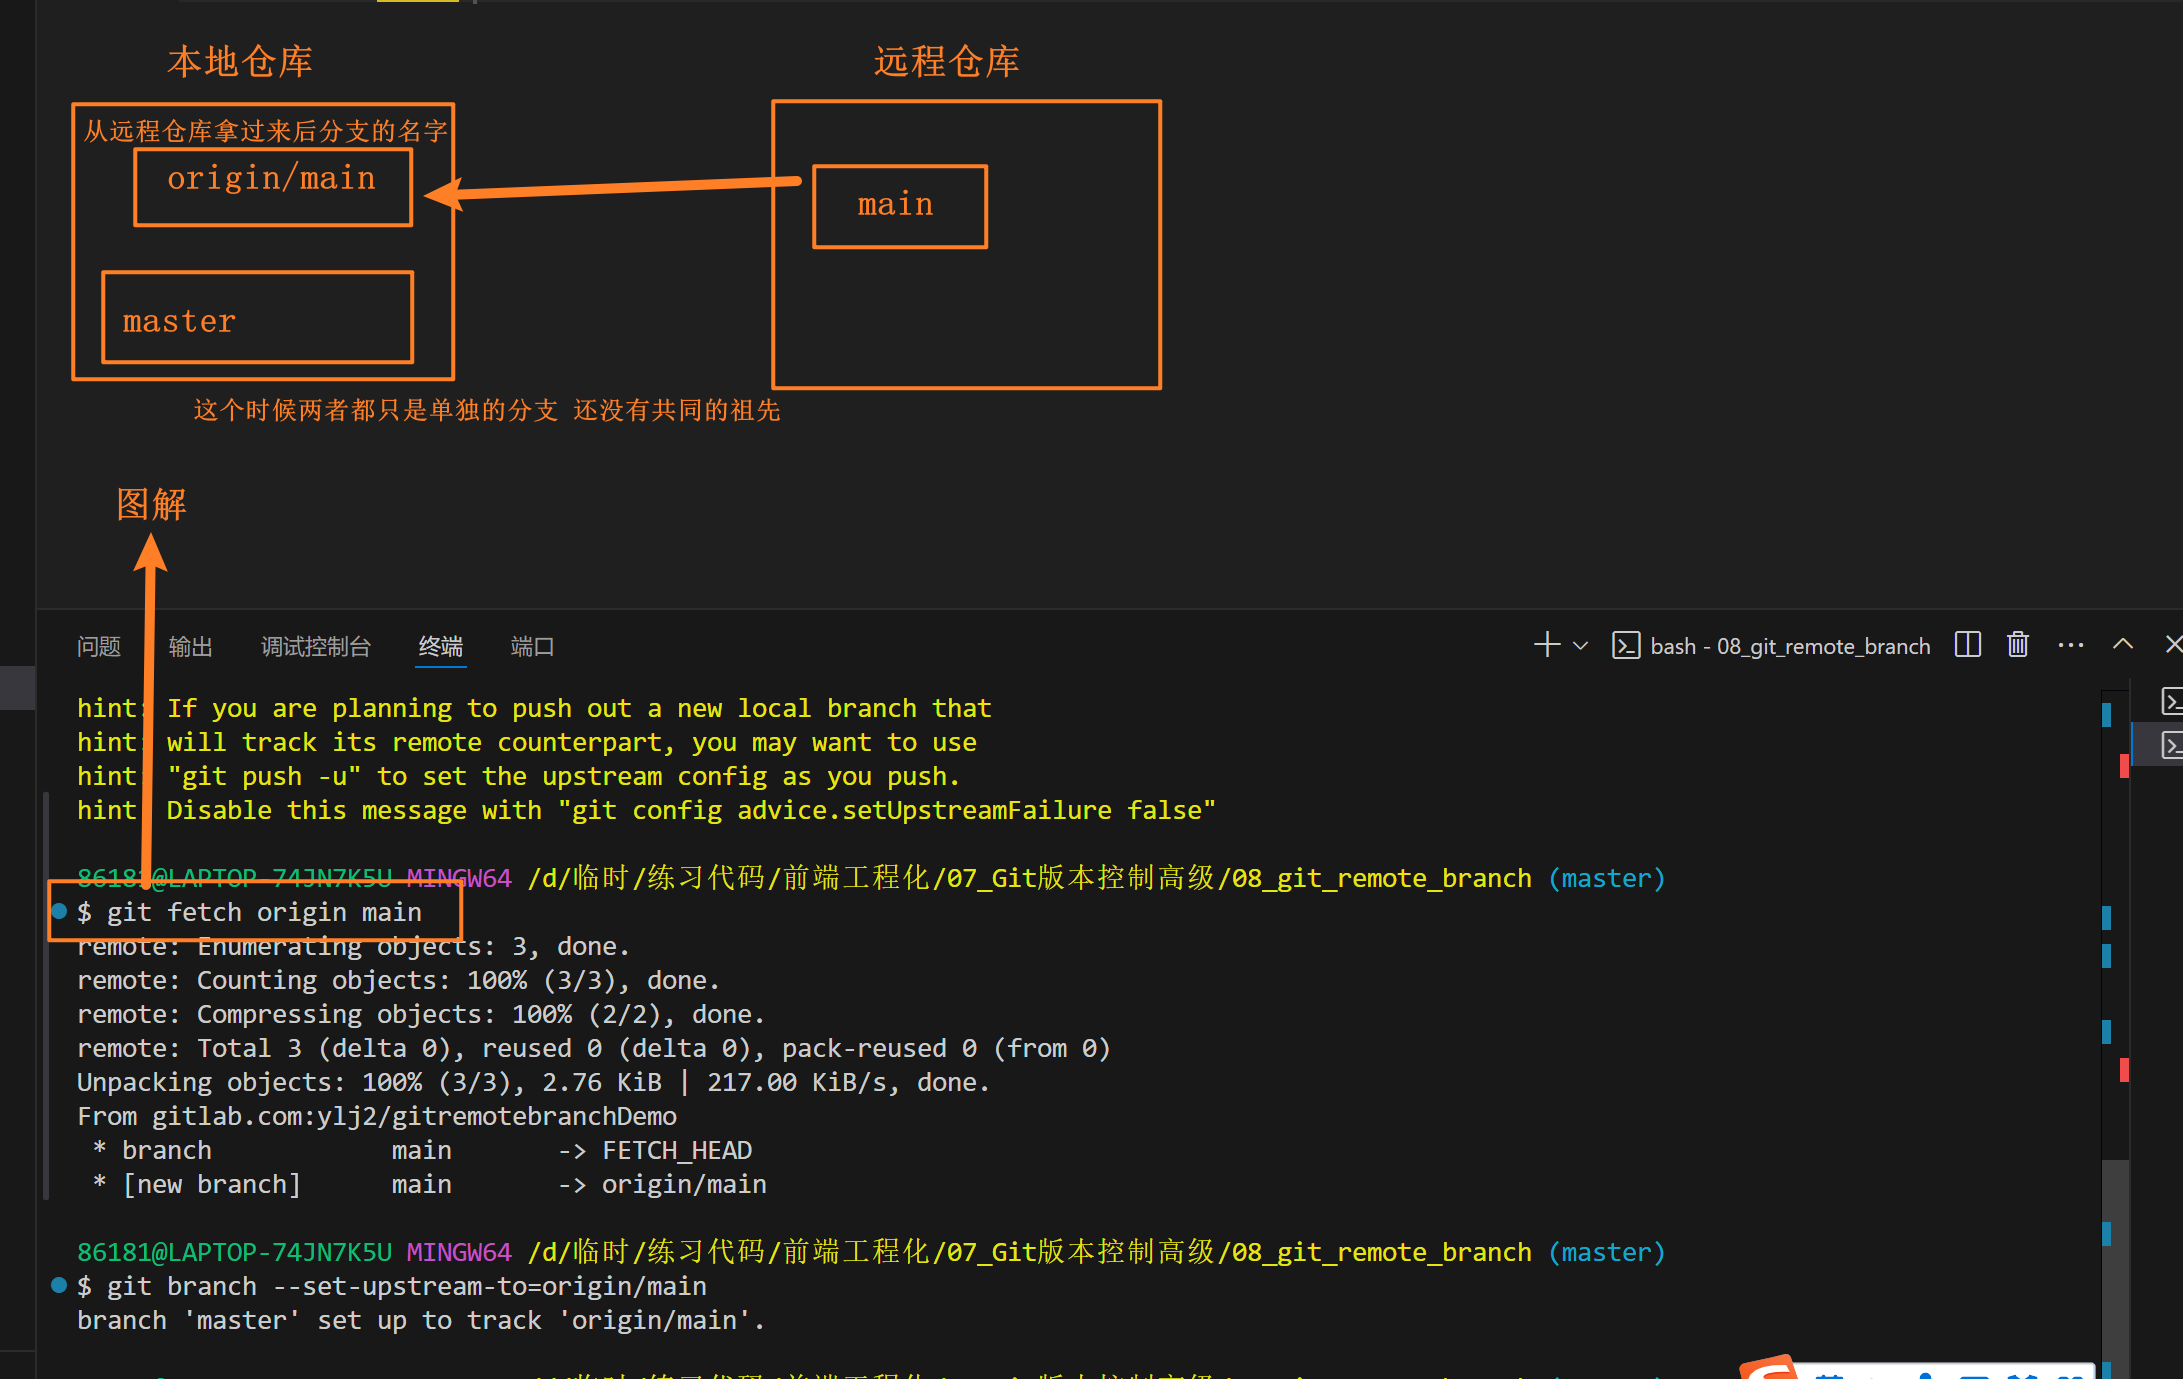 本地仓库 远程仓库
从远程仓库拿过来后分支的名字
origin/main
main
master
这个时候两者都只是单独的分支 还没有共同的祖先
图解
问题 输出 调试控制台 终端 端口 bash - 08_git_remote_branch
hint: If you are planning to push out a new local branch that
hint: will track its remote counterpart, you may want to use
hint: "git push -u" to set the upstream config as you push.
hint: Disable this message with "git config advice.setUpstreamFailure false"
86181@LAPTOP-74JN7K5U MINGW64 /d/临时/练习代码/前端工程化/07_Git版本控制高级/08_git_remote_branch (master)
$ git fetch origin main
remote: Enumerating objects: 3, done.
remote: Counting objects: 100% (3/3), done.
remote: Compressing objects: 100% (2/2), done.
remote: Total 3 (delta 0), reused 0 (delta 0), pack-reused 0 (from 0)
Unpacking objects: 100% (3/3), 2.76 KiB | 217.00 KiB/s, done.
From gitlab.com:ylj2/gitremotebranchDemo
 * branch            main       -> FETCH_HEAD
 * [new branch]      main       -> origin/main
86181@LAPTOP-74JN7K5U MINGW64 /d/临时/练习代码/前端工程化/07_Git版本控制高级/08_git_remote_branch (master)
$ git branch --set-upstream-to=origin/main
branch 'master' set up to track 'origin/main'.